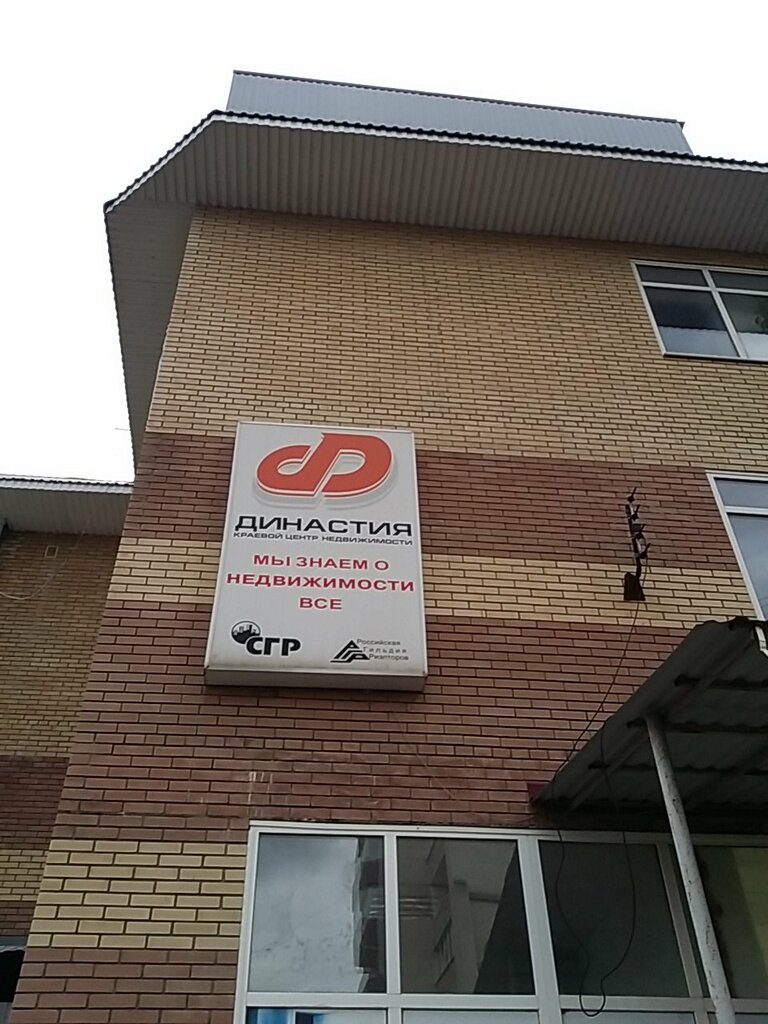 ДИНАСТИЯ
КРАЕВОЙ ЦЕНТР НЕДВИЖИМОСТИ
МЫ ЗНАЕМ О
НЕДВИЖИМОСТИ
ВСЕ
СГР
Российская
Гильдия
Риэлторов